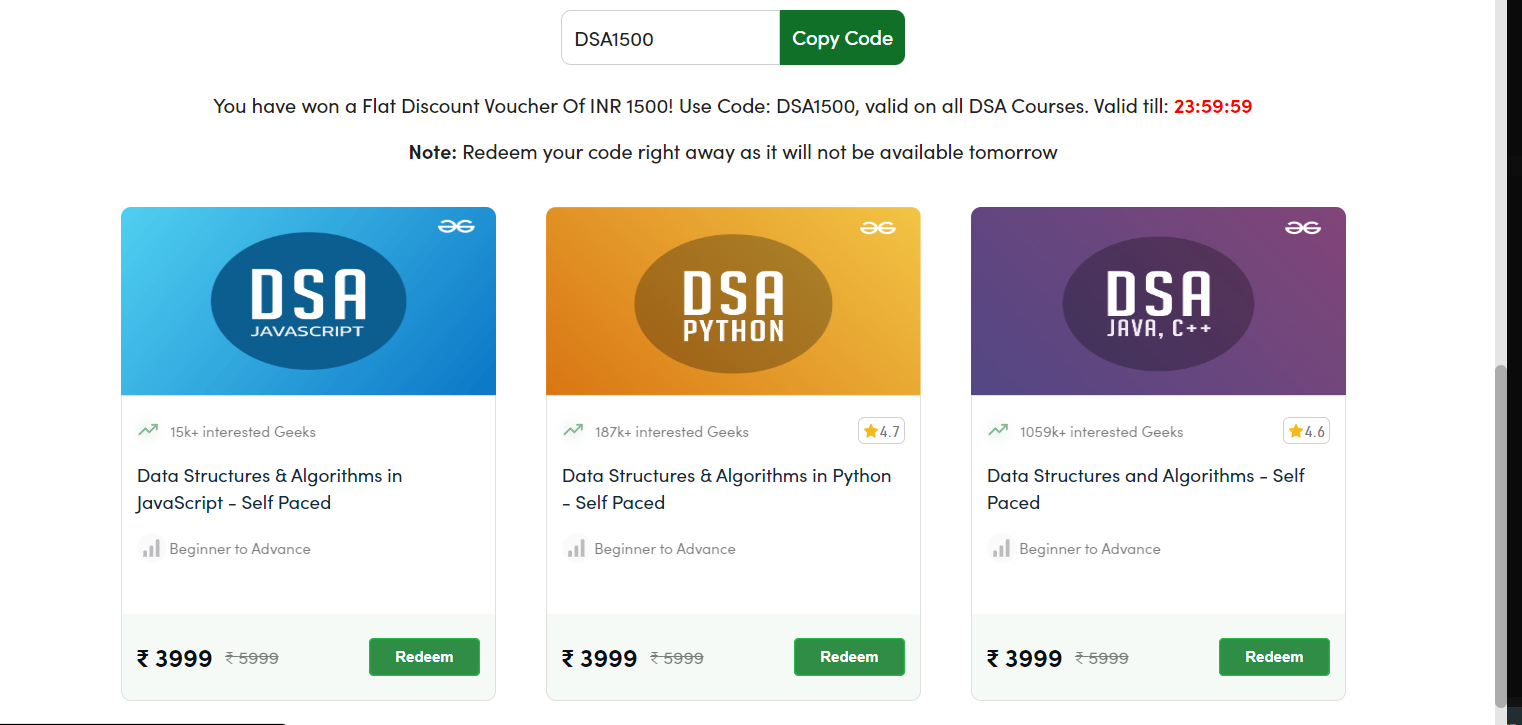 DSA1500 Copy Code
You have won a Flat Discount Voucher Of INR 1500! Use Code: DSA1500, valid on all DSA Courses. Valid till: 23:59:59
Note: Redeem your code right away as it will not be available tomorrow
DSA
JAVASCRIPT
15k+ interested Geeks
Data Structures & Algorithms in
JavaScript - Self Paced
Beginner to Advance
₹ 3999 ₹ 5999 Redeem
DSA
PYTHON
187k+ interested Geeks 4.7
Data Structures & Algorithms in Python
- Self Paced
Beginner to Advance
₹ 3999 ₹ 5999 Redeem
DSA
JAVA, C++
1059k+ interested Geeks 4.6
Data Structures and Algorithms - Self
Paced
Beginner to Advance
₹ 3999 ₹ 5999 Redeem